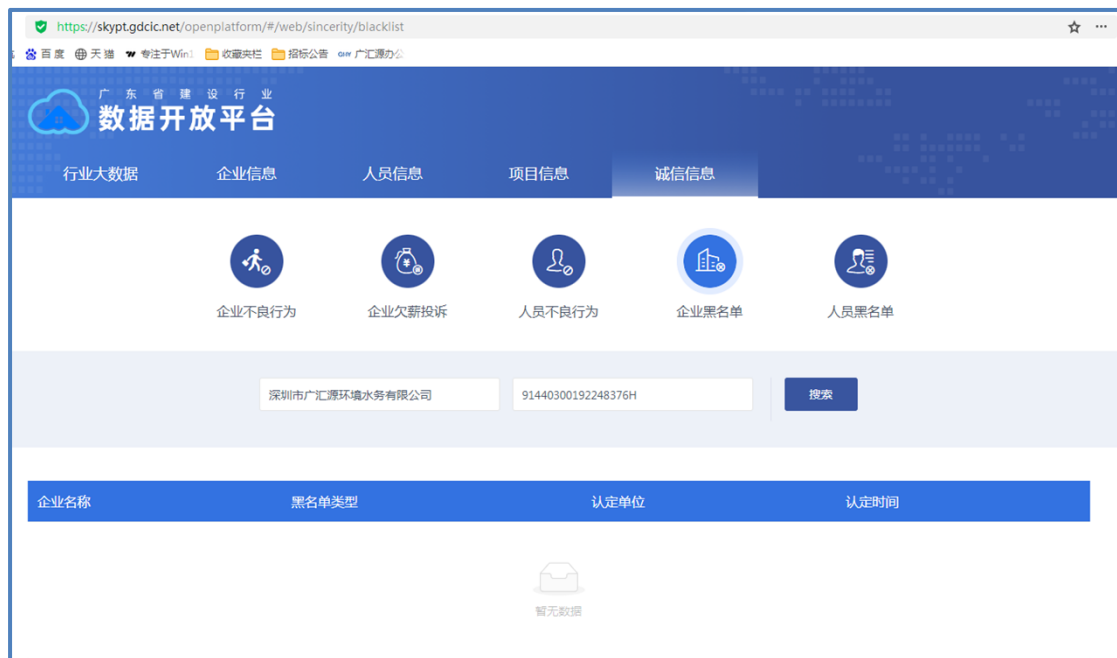 https://skypt.gdcic.net/openplatform/#/web/sincerity/blacklist
百度 天猫 专注于Win 收藏夹栏 招标公告 广汇源办公
广东省建设行业
数据开放平台
行业大数据 企业信息 人员信息 项目信息 诚信信息
企业不良行为 企业欠薪投诉 人员不良行为 企业黑名单 人员黑名单
深圳市广汇源环境水务有限公司 91440300192248376H 搜索
企业名称 黑名单类型 认定单位 认定时间
暂无数据